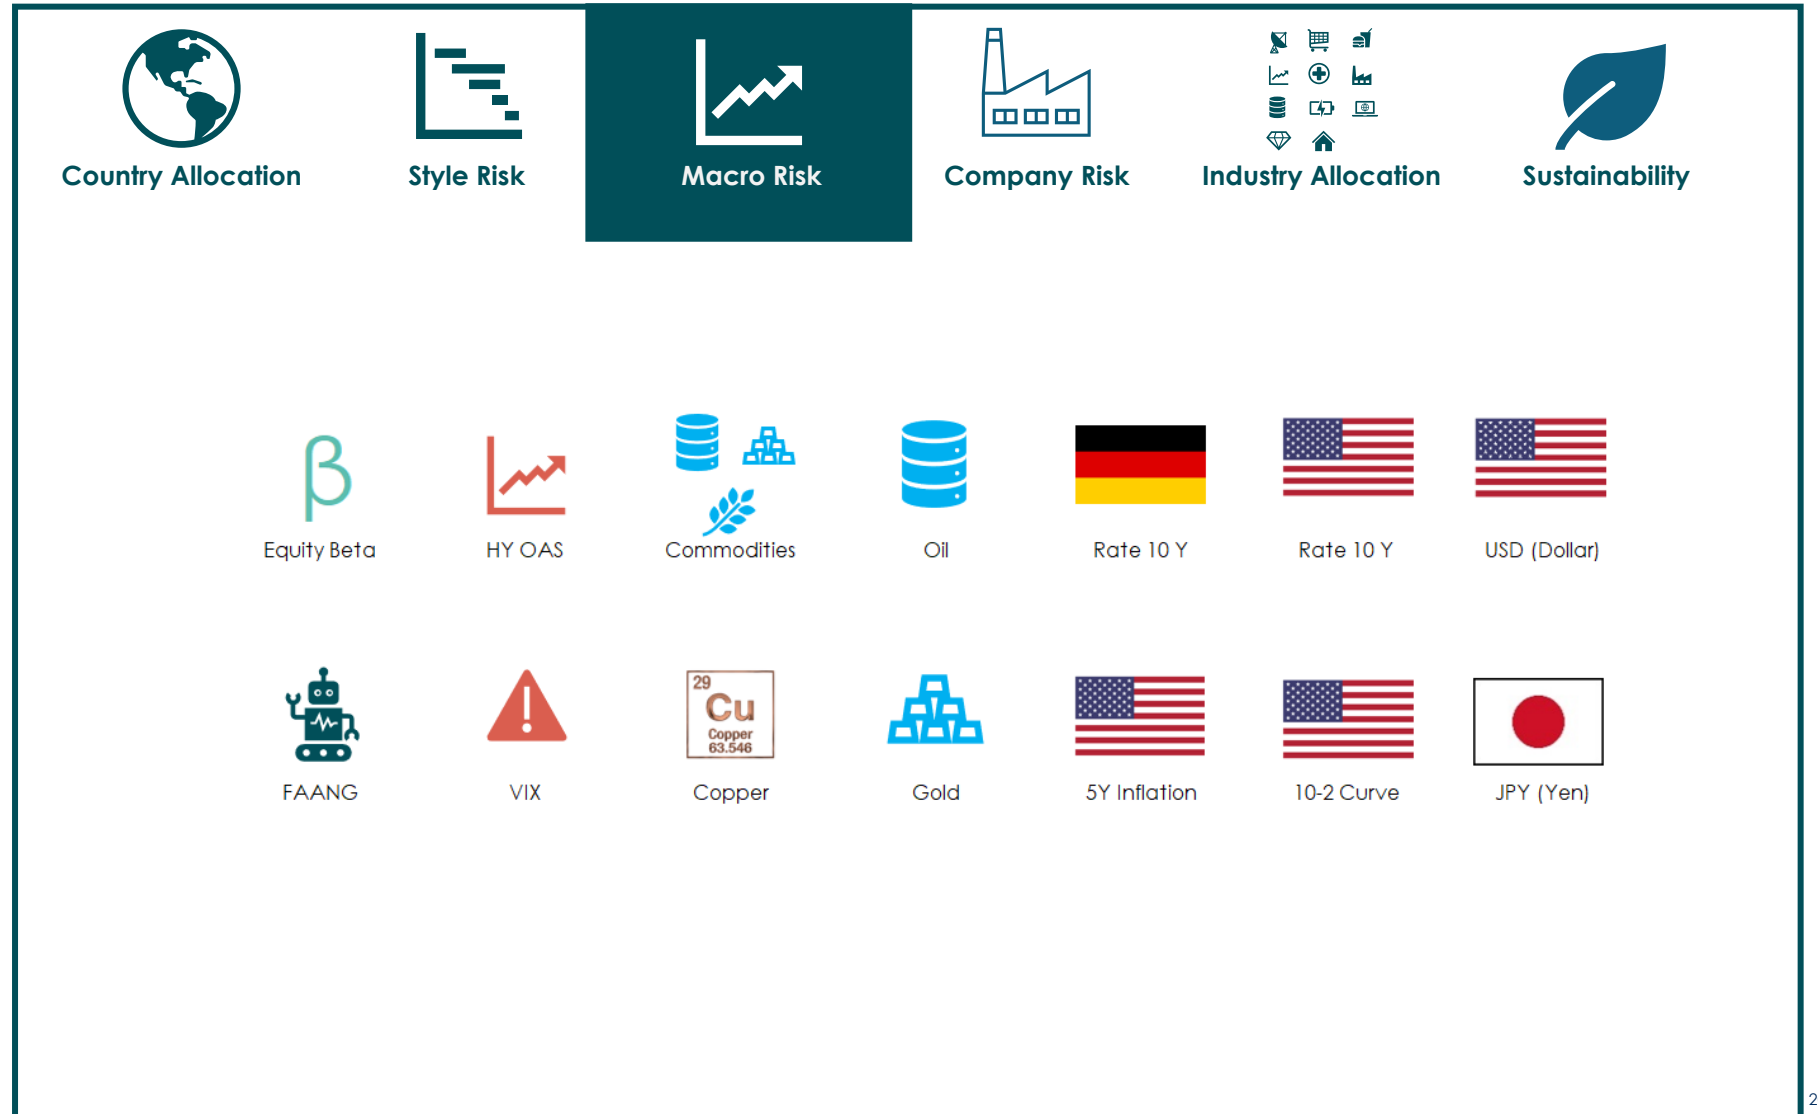 Country Allocation
Style Risk
Macro Risk
Company Risk
Industry Allocation
Sustainability
β
Equity Beta
HY OAS
Commodities
Oil
Rate 10 Y
Rate 10 Y
USD (Dollar)
29
Cu
Copper
63.546
FAANG
VIX
Copper
Gold
5Y Inflation
10-2 Curve
JPY (Yen)
2